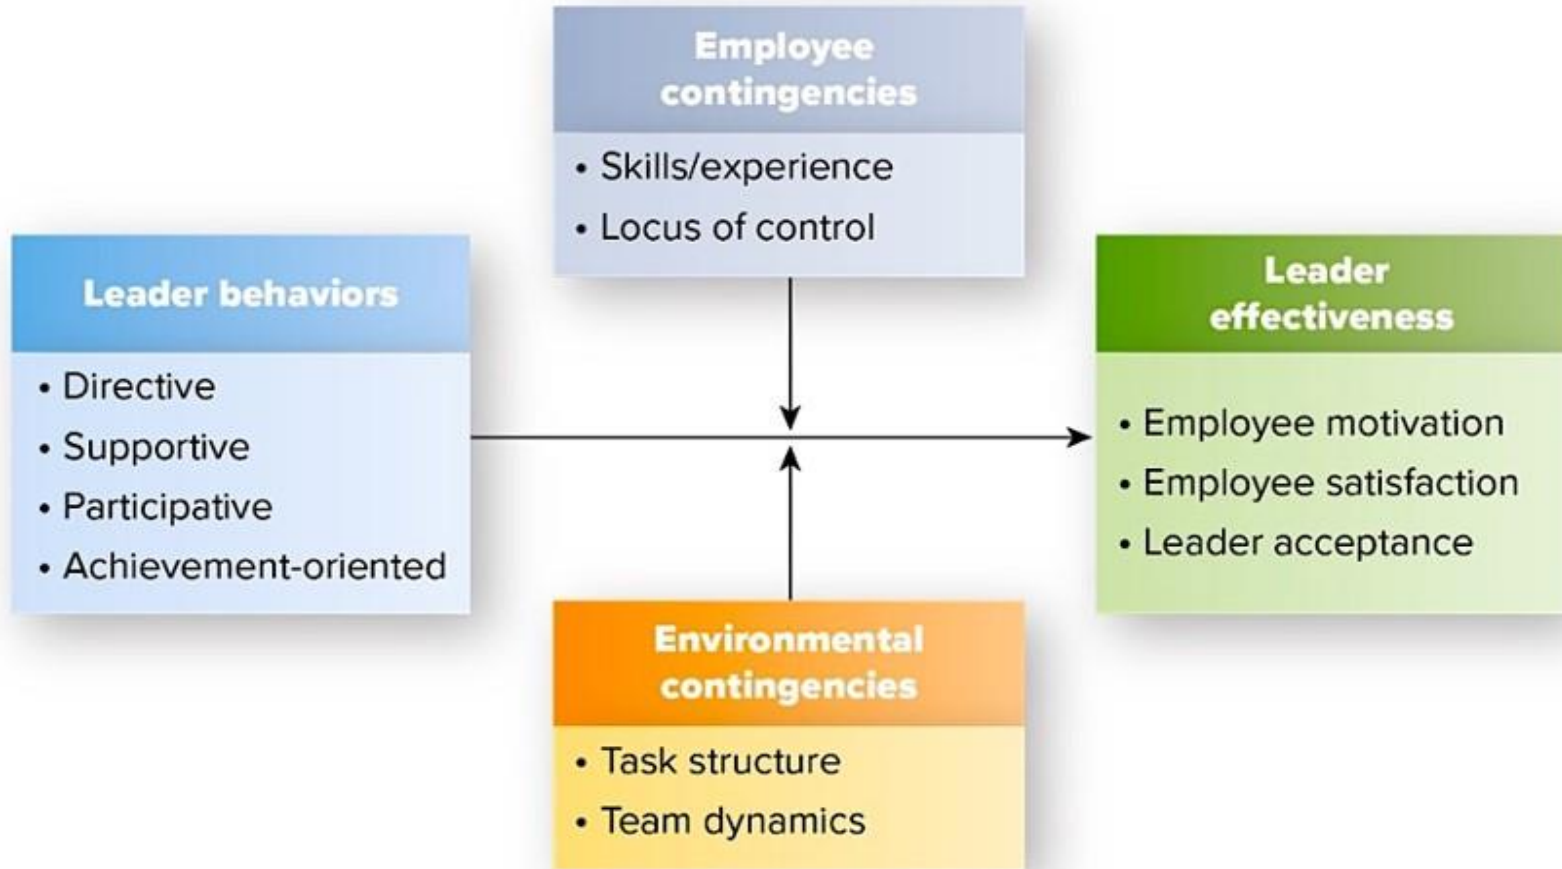 Employee
contingencies
• Skills/experience
• Locus of control
Leader behaviors
• Directive
• Supportive
• Participative
• Achievement-oriented
Leader
effectiveness
• Employee motivation
• Employee satisfaction
• Leader acceptance
Environmental
contingencies
• Task structure
• Team dynamics